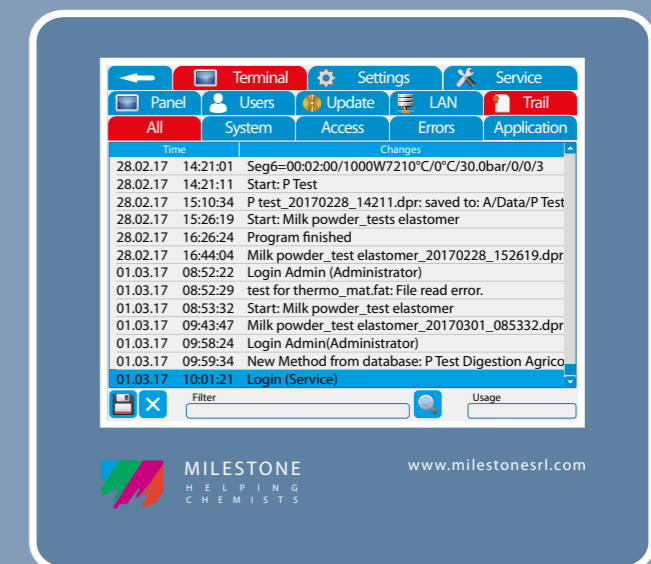 Terminal Settings Service
Panel Users Update LAN Trail
All System Access Errors Application
Time Changes
28.02.17 14:21:01 Seg6=00:02:00/1000W7210°C/0°C/30.0bar/0/0/3
28.02.17 14:21:11 Start: P Test
28.02.17 15:10:34 P test_20170228_14211.dpr: saved to: A/Data/P Test
28.02.17 15:26:19 Start: Milk powder_tests elastomer
28.02.17 16:26:24 Program finished
28.02.17 16:44:04 Milk powder_test elastomer_20170228_152619.dpr
01.03.17 08:52:22 Login Admin (Administrator)
01.03.17 08:52:29 test for thermo_mat.fat: File read error.
01.03.17 08:53:32 Start: Milk powder_test elastomer
01.03.17 09:43:47 Milk powder_test elastomer_20170301_085332.dpr
01.03.17 09:58:24 Login Admin(Administrator)
01.03.17 09:59:34 New Method from database: P Test Digestion Agrico
01.03.17 10:01:21 Login (Service)
Filter Usage
MILESTONE www.milestonesrl.com
HELPING
CHEMISTS